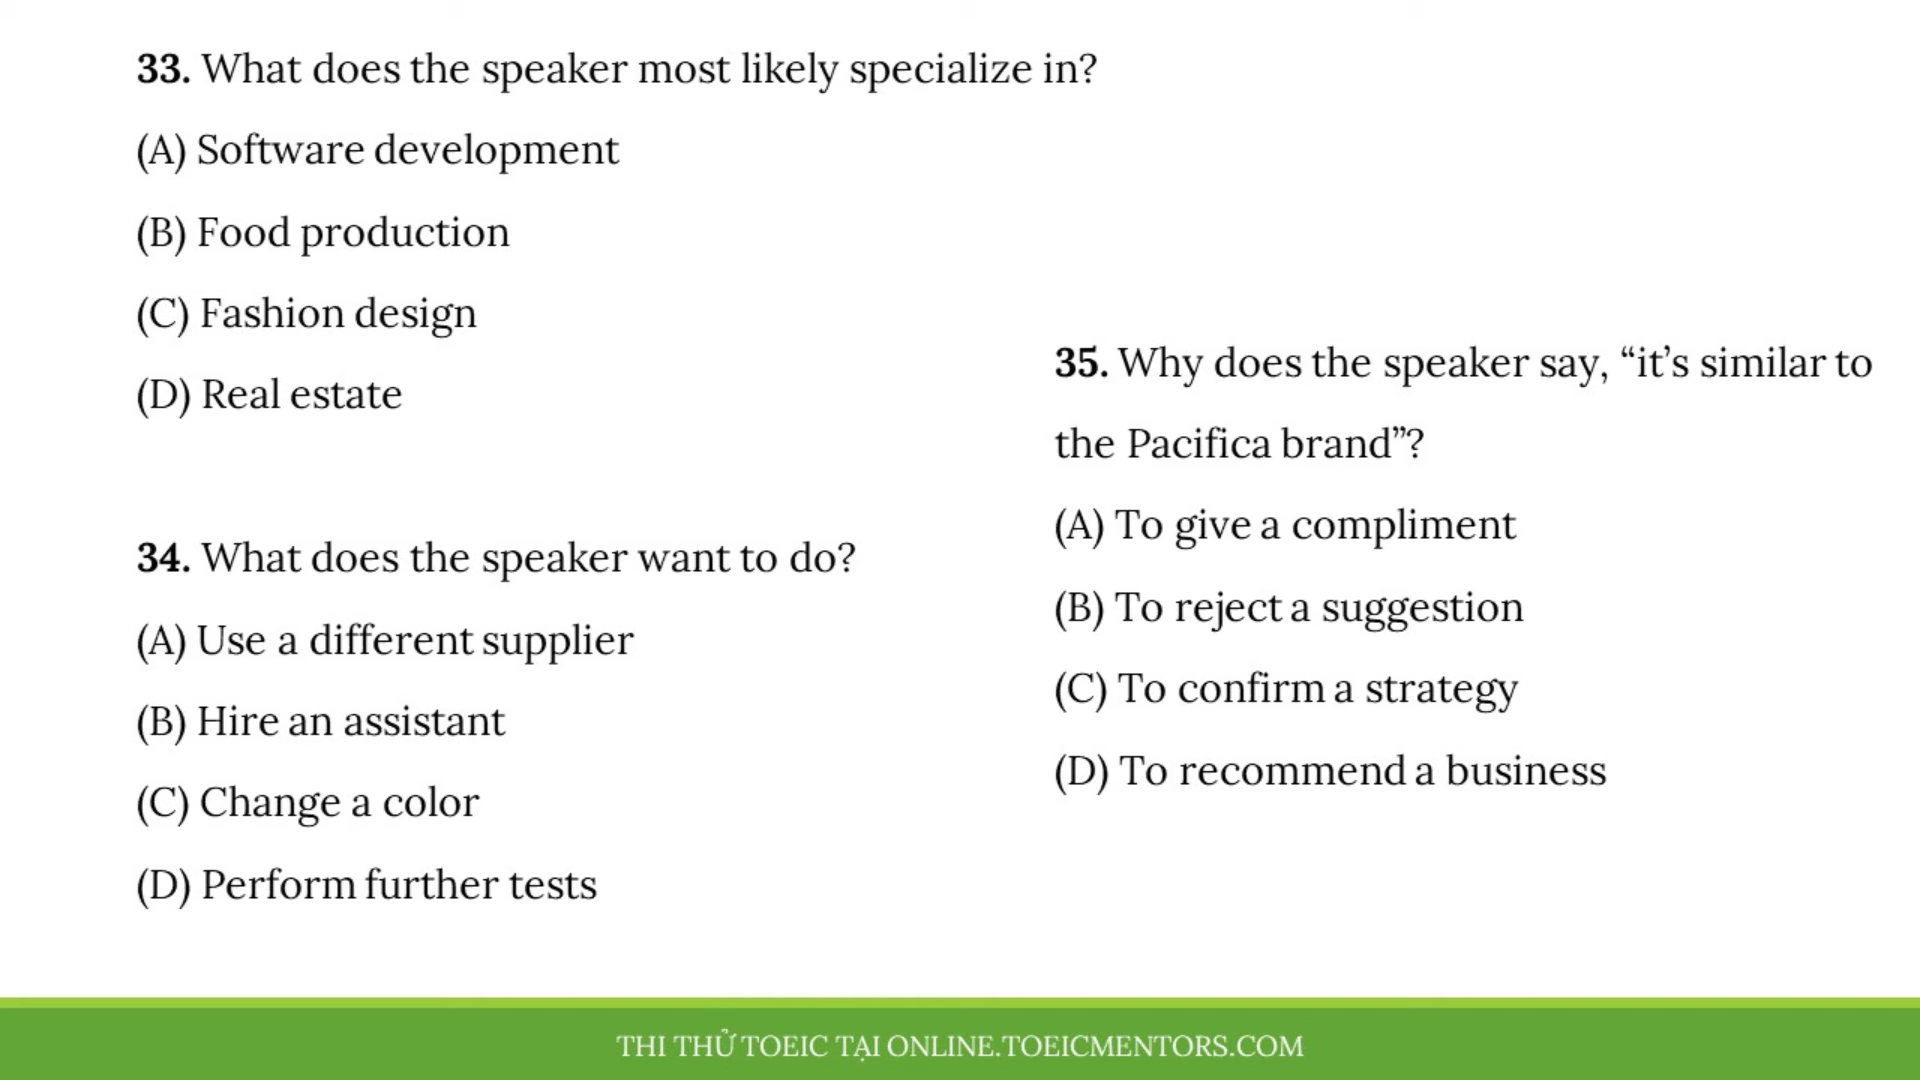 33. What does the speaker most likely specialize in?
(A) Software development
(B) Food production
(C) Fashion design
(D) Real estate
34. What does the speaker want to do?
(A) Use a different supplier
(B) Hire an assistant
(C) Change a color
(D) Perform further tests
35. Why does the speaker say, “it’s similar to
the Pacifica brand”?
(A) To give a compliment
(B) To reject a suggestion
(C) To confirm a strategy
(D) To recommend a business
THI THỬ TOEIC TẠI ONLINE.TOEICMENTORS.COM